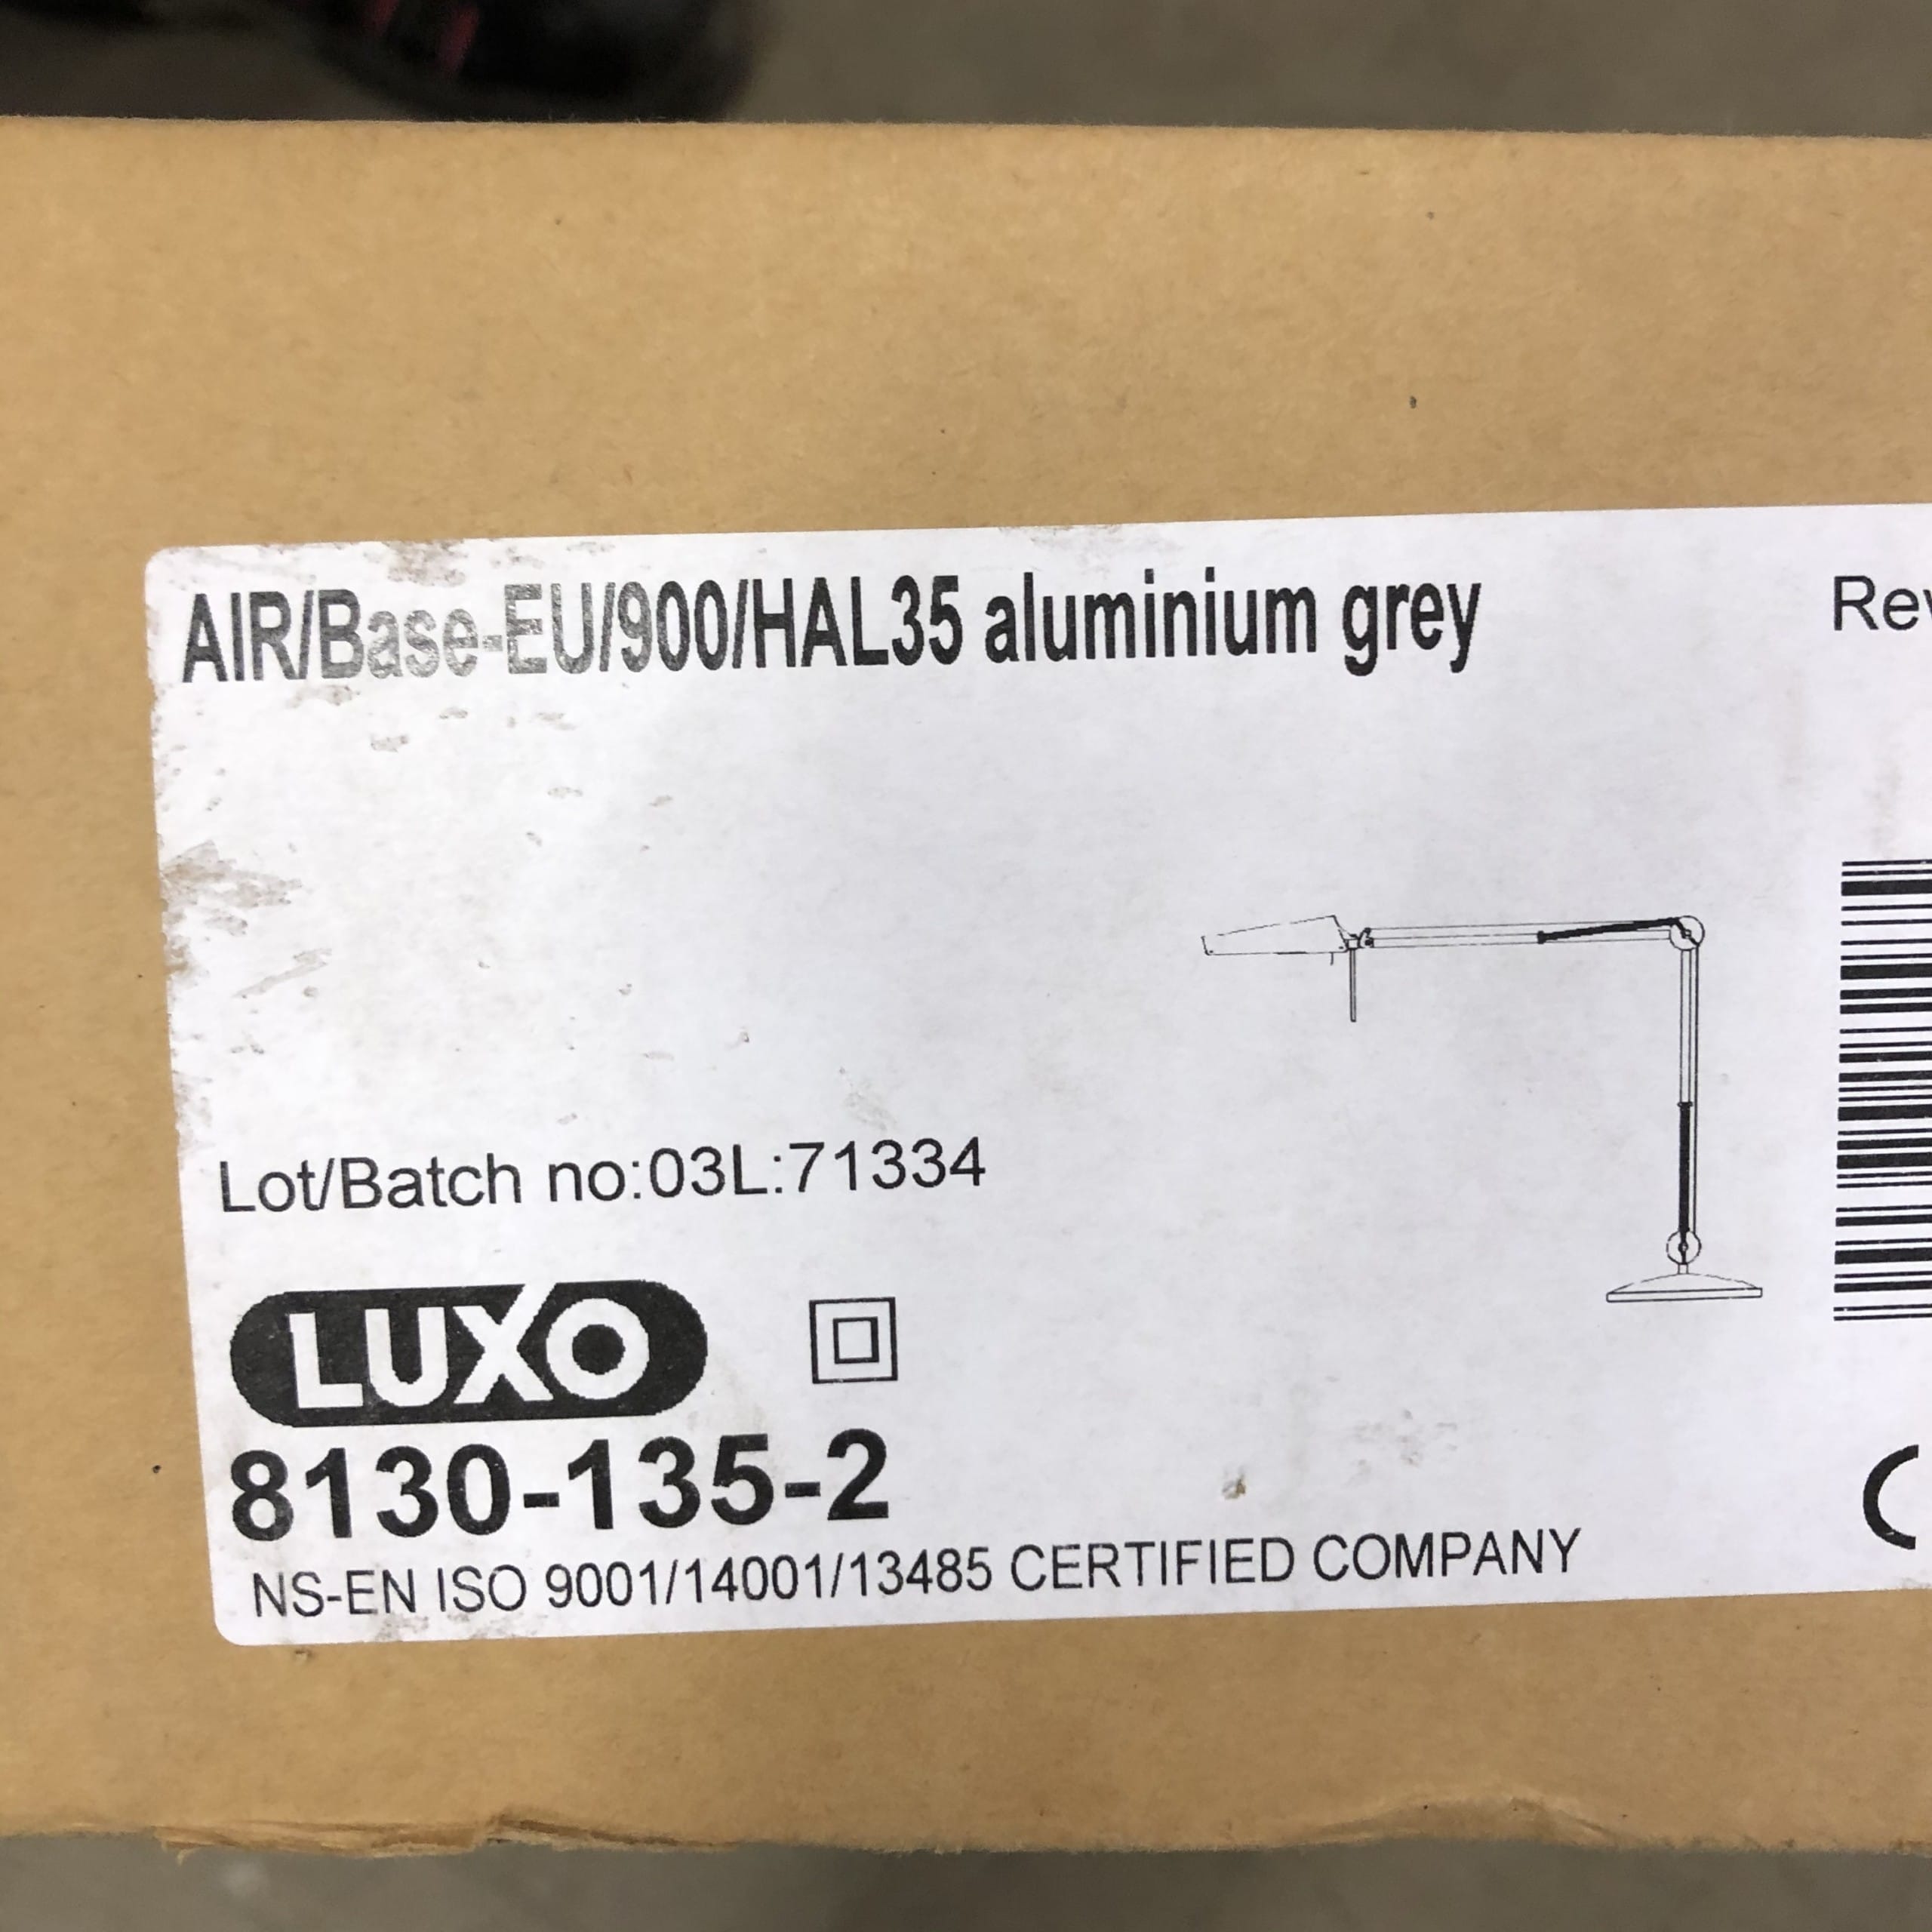 AIR/Base-EU/900/HAL35 aluminium grey
Lot/Batch no:03L:71334
LUXO
8130-135-2
NS-EN ISO 9001/14001/13485 CERTIFIED COMPANY